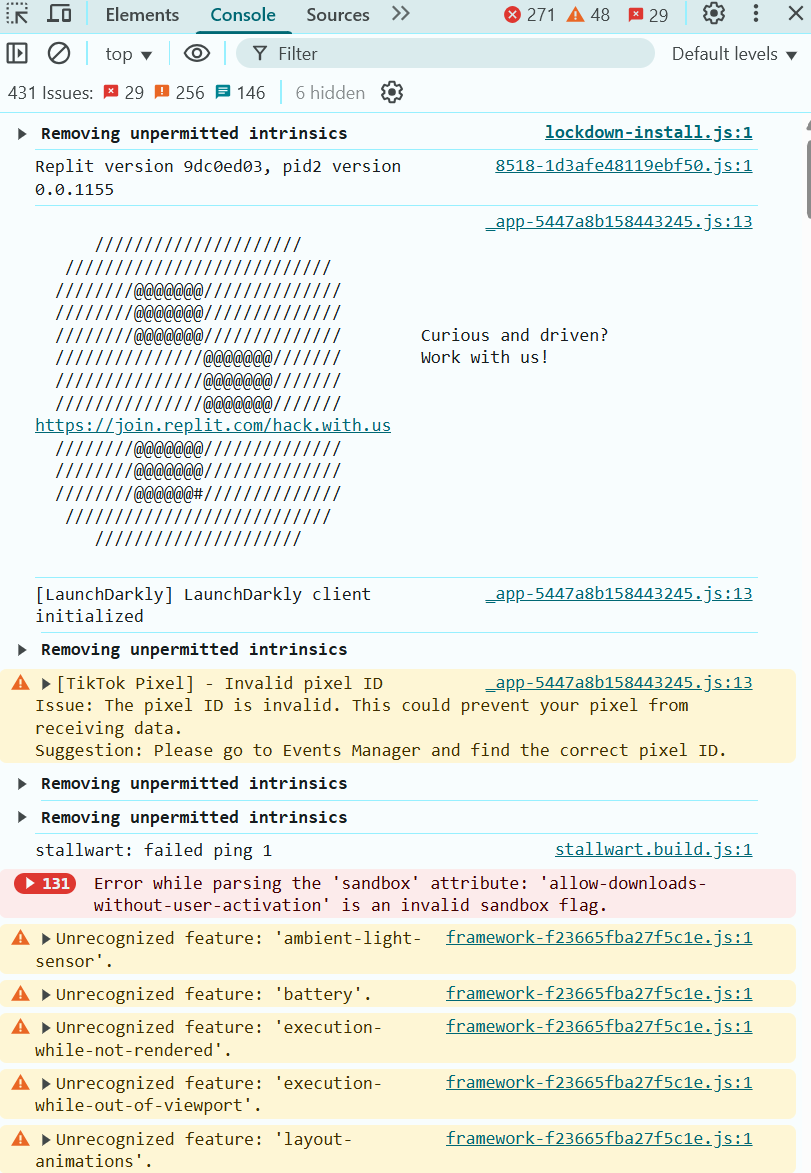 Elements Console Sources 271 48 29
top Filter Default levels
431 Issues: 29 256 146 6 hidden
Removing unpermitted intrinsics lockdown-install.js:1
Replit version 9dc0ed03, pid2 version 8518-1d3afe48119ebf50.js:1
0.0.1155
_app-5447a8b158443245.js:13
/////////////////////
///////////////////////////
////////@@@@@@@//////////////
////////@@@@@@@//////////////
////////@@@@@@@////////////// Curious and driven?
///////////////@@@@@@@/////// Work with us!
///////////////@@@@@@@///////
///////////////@@@@@@@///////
https://join.replit.com/hack.with.us
////////@@@@@@@//////////////
////////@@@@@@@//////////////
////////@@@@@@#//////////////
///////////////////////////
/////////////////////
[LaunchDarkly] LaunchDarkly client _app-5447a8b158443245.js:13
initialized
Removing unpermitted intrinsics
[TikTok Pixel] - Invalid pixel ID _app-5447a8b158443245.js:13
Issue: The pixel ID is invalid. This could prevent your pixel from
receiving data.
Suggestion: Please go to Events Manager and find the correct pixel ID.
Removing unpermitted intrinsics
Removing unpermitted intrinsics
stallwart: failed ping 1 stallwart.build.js:1
131 Error while parsing the 'sandbox' attribute: 'allow-downloads-
without-user-activation' is an invalid sandbox flag.
Unrecognized feature: 'ambient-light- framework-f23665fba27f5c1e.js:1
sensor'.
Unrecognized feature: 'battery'. framework-f23665fba27f5c1e.js:1
Unrecognized feature: 'execution- framework-f23665fba27f5c1e.js:1
while-not-rendered'.
Unrecognized feature: 'execution- framework-f23665fba27f5c1e.js:1
while-out-of-viewport'.
Unrecognized feature: 'layout- framework-f23665fba27f5c1e.js:1
animations'.